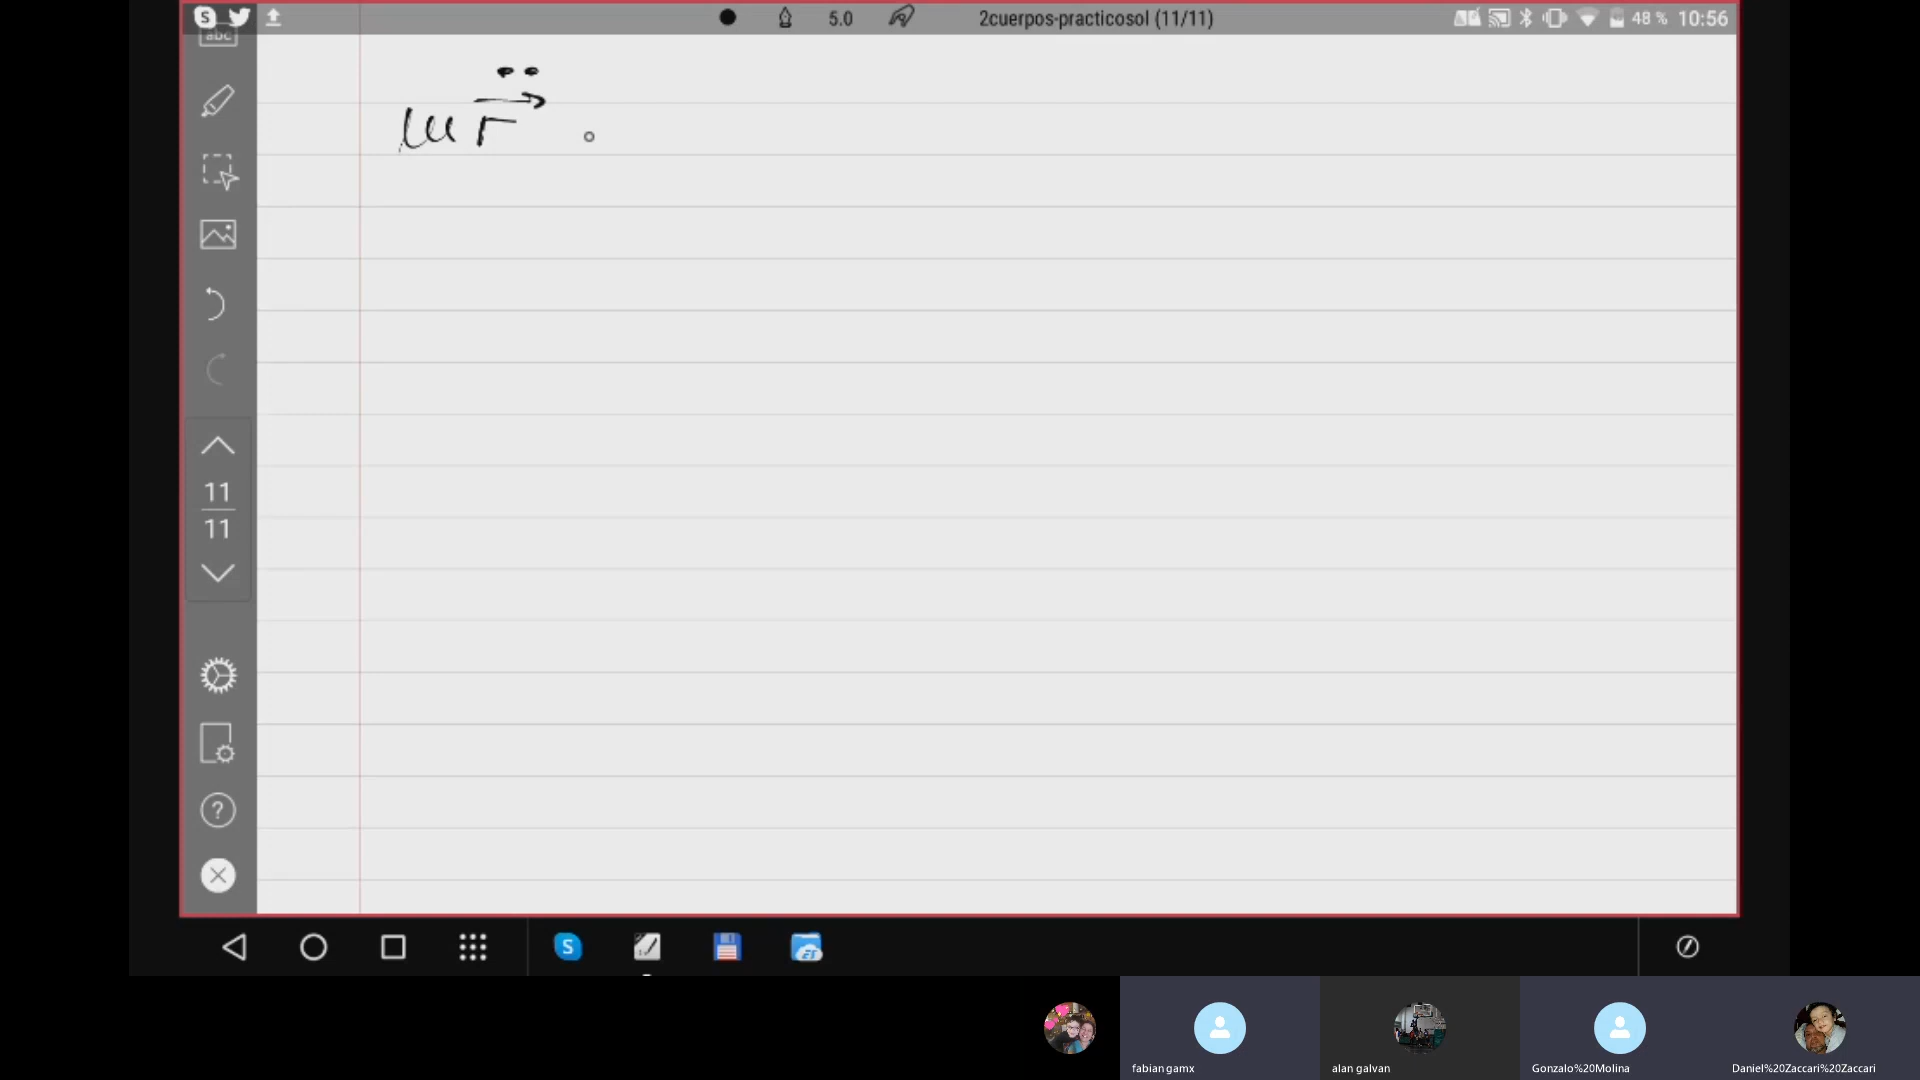 abc
5.0
2cuerpos-practicosol (11/11)
48 %
10:56
μ r⃗ ̈
11
11
fabian gamx
alan galvan
Gonzalo%20Molina
Daniel%20Zaccari%20Zaccari